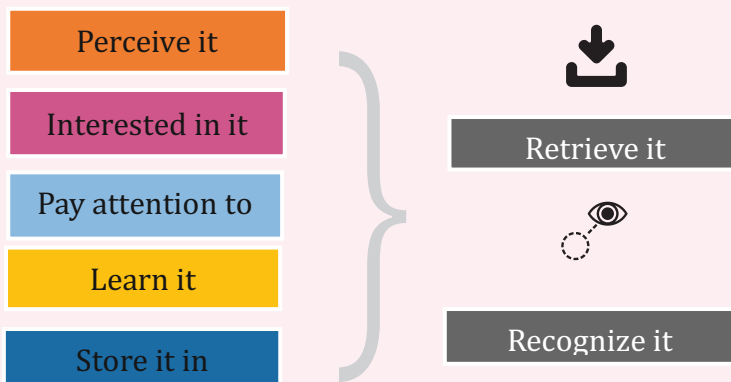 Perceive it
Interested in it
Pay attention to
Learn it
Store it in
Retrieve it
Recognize it